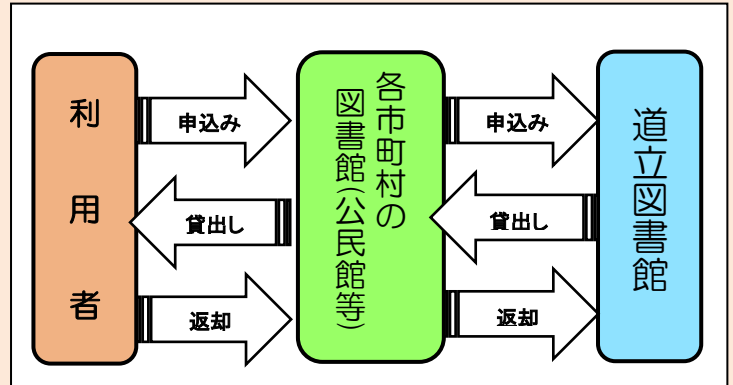 利用者
申込み
貸出し
返却
各市町村の
図書館(公民館等)
申込み
貸出し
返却
道立図書館